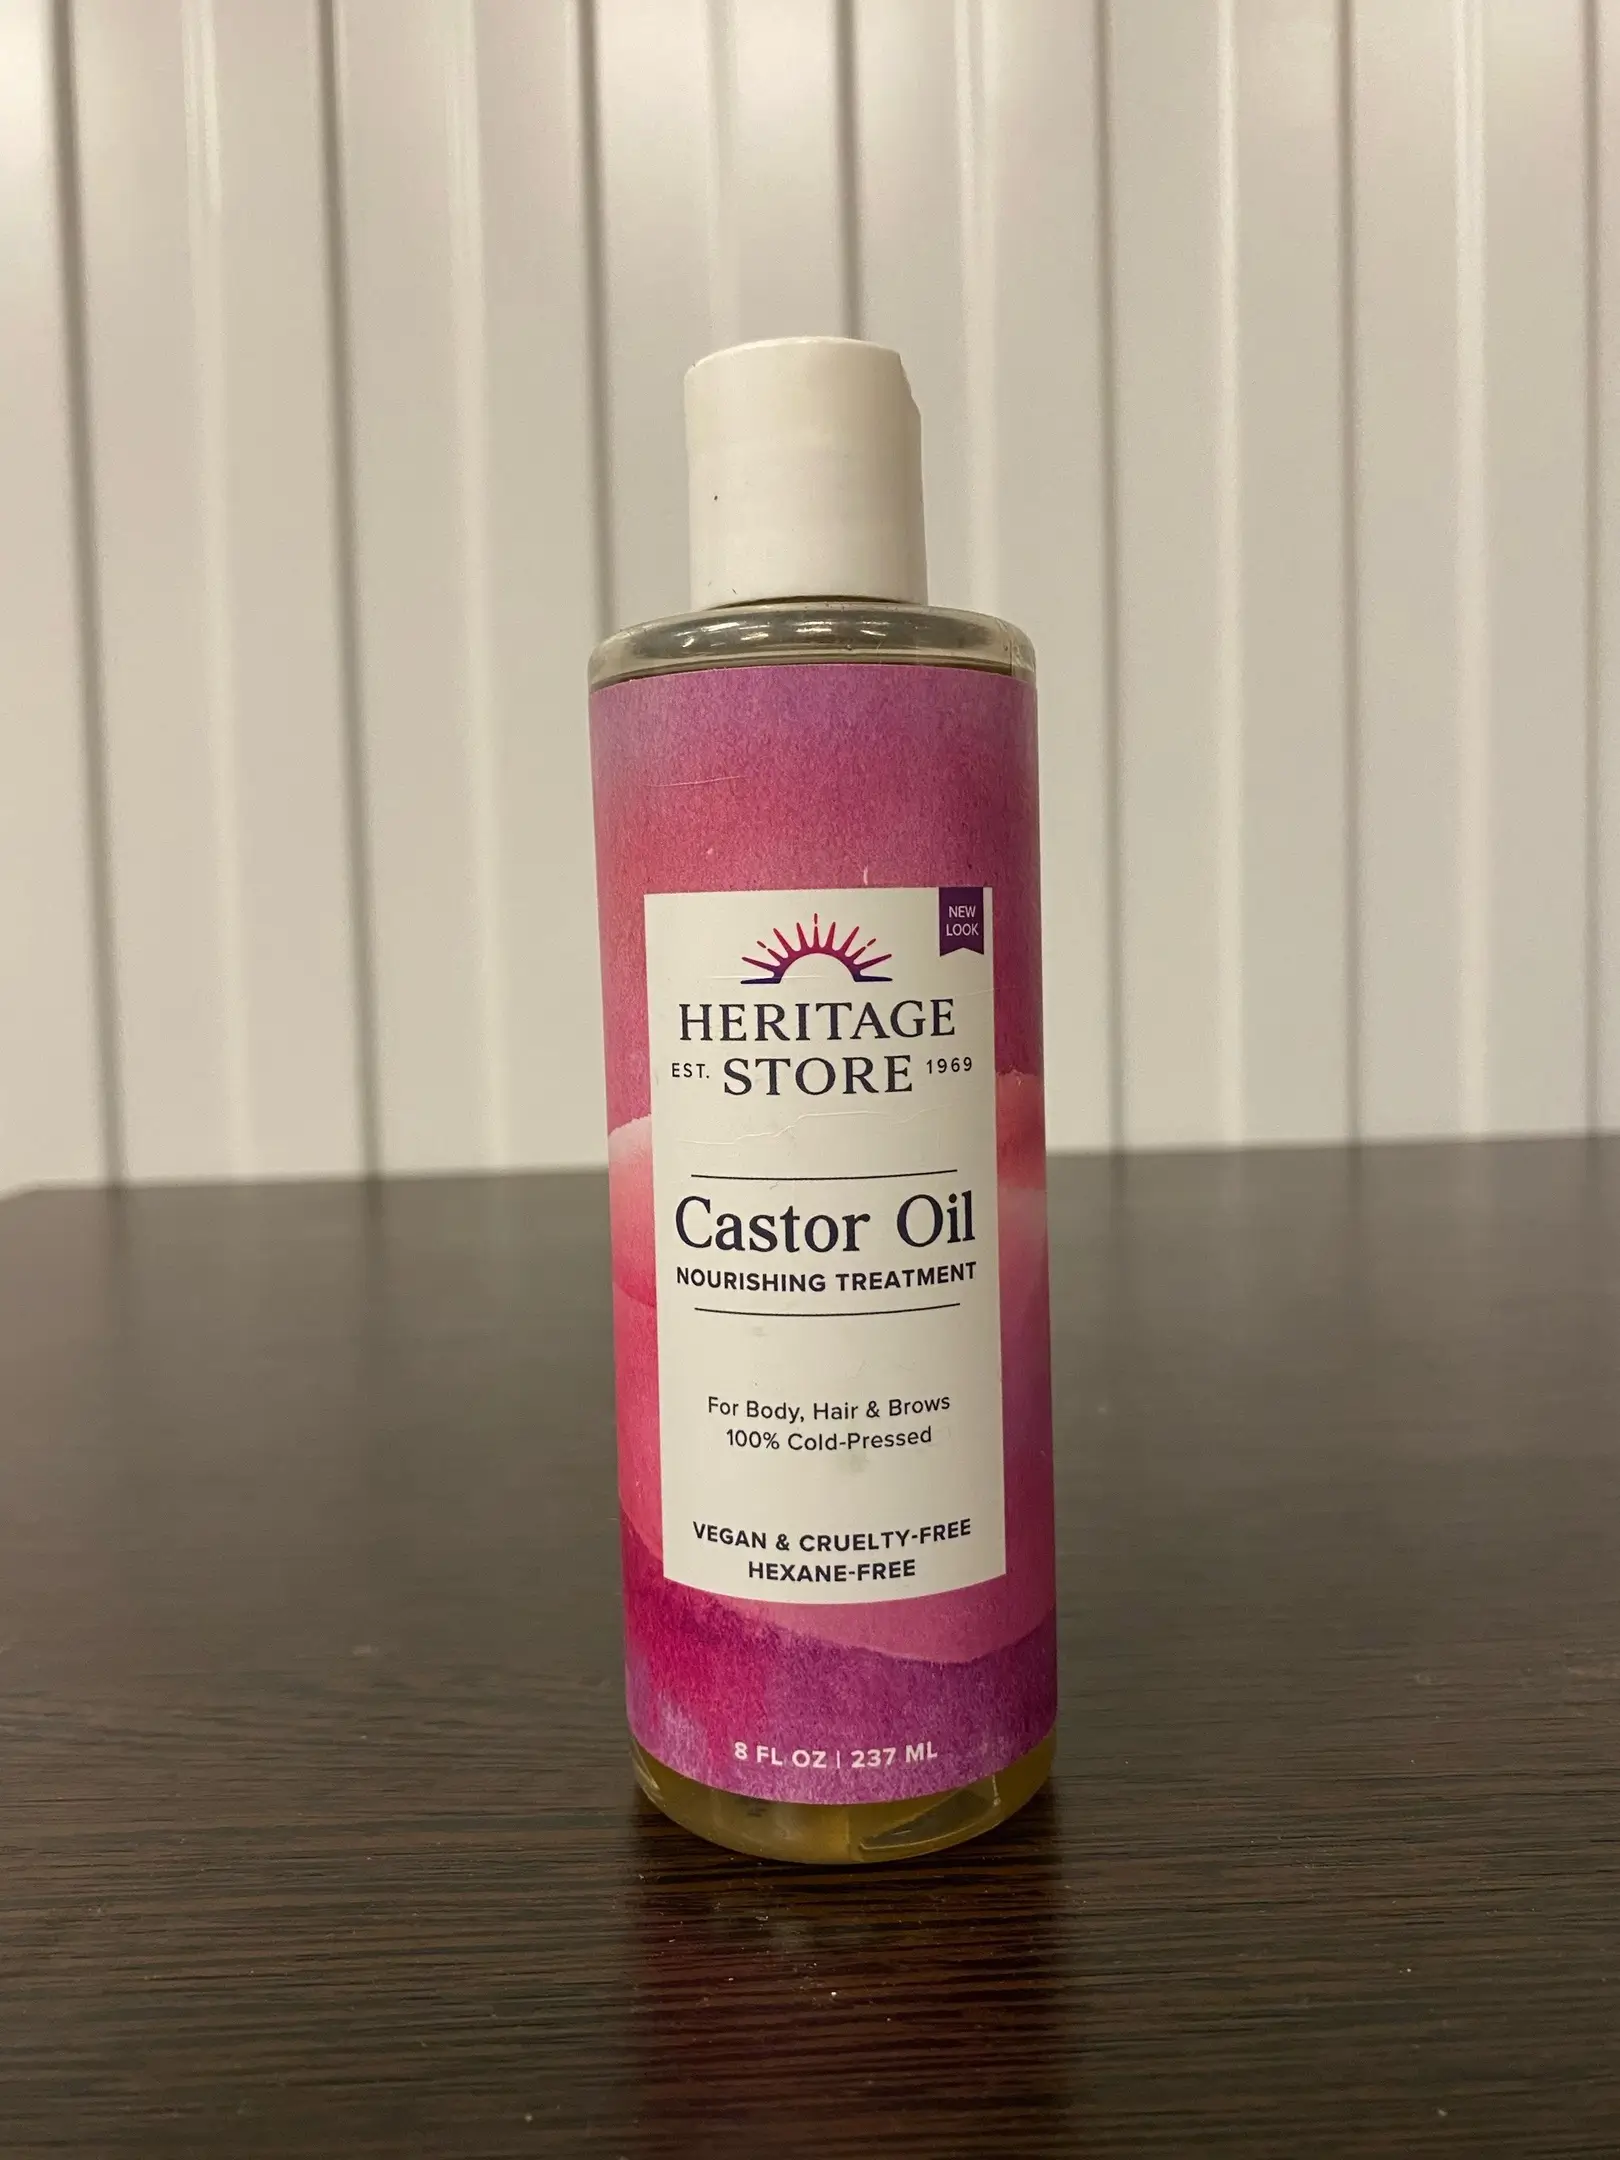 NEW
LOOK
HERITAGE
EST. STORE 1969
Castor Oil
NOURISHING TREATMENT
For Body, Hair & Brows
100% Cold-Pressed
VEGAN & CRUELTY-FREE
HEXANE-FREE
8 FL OZ | 237 ML